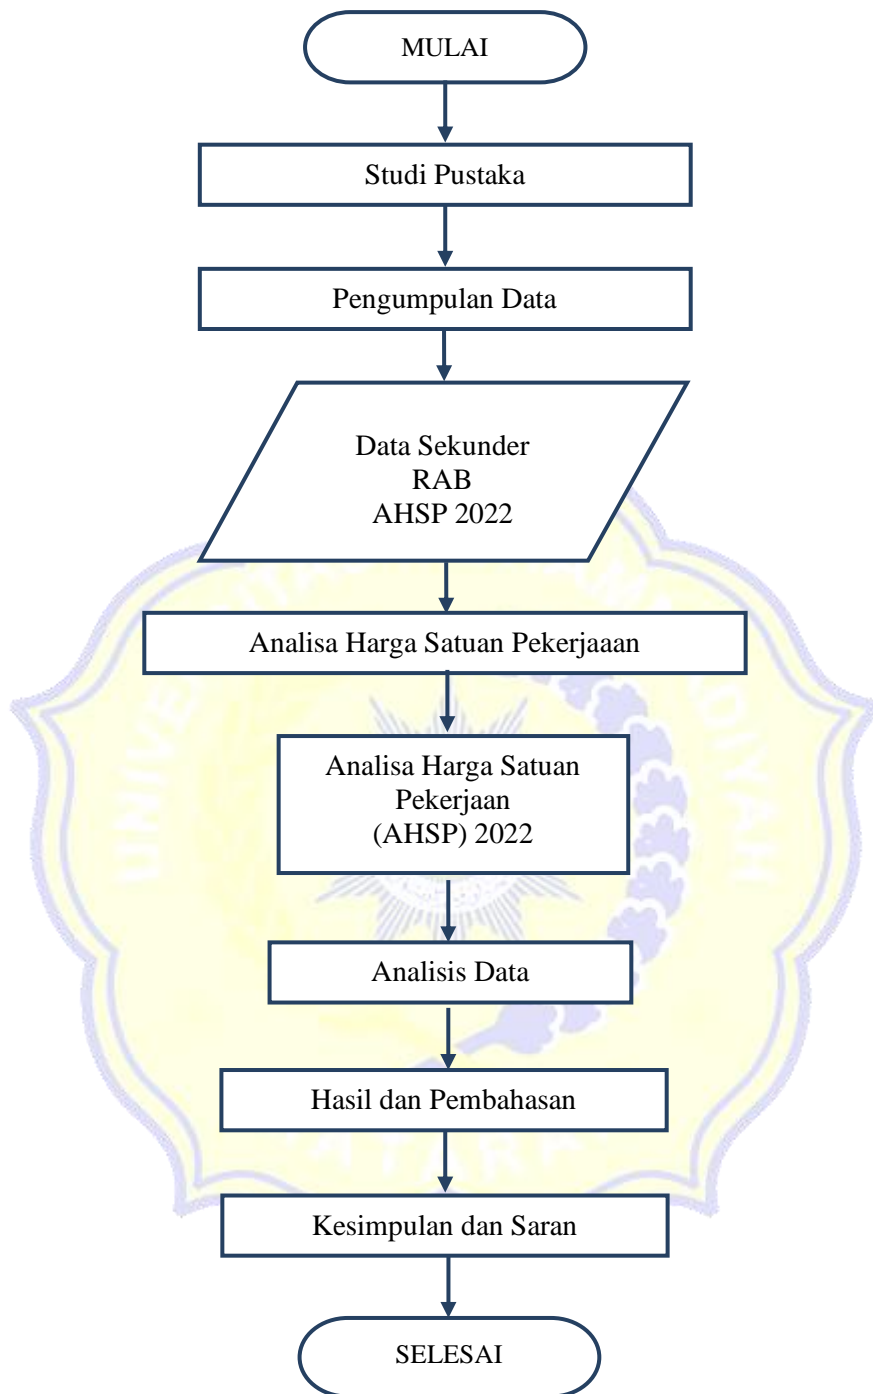 MULAI
Studi Pustaka
Pengumpulan Data
Data Sekunder
RAB
AHSP 2022
Analisa Harga Satuan Pekerjaaan
Analisa Harga Satuan
Pekerjaan
(AHSP) 2022
Analisis Data
Hasil dan Pembahasan
Kesimpulan dan Saran
SELESAI